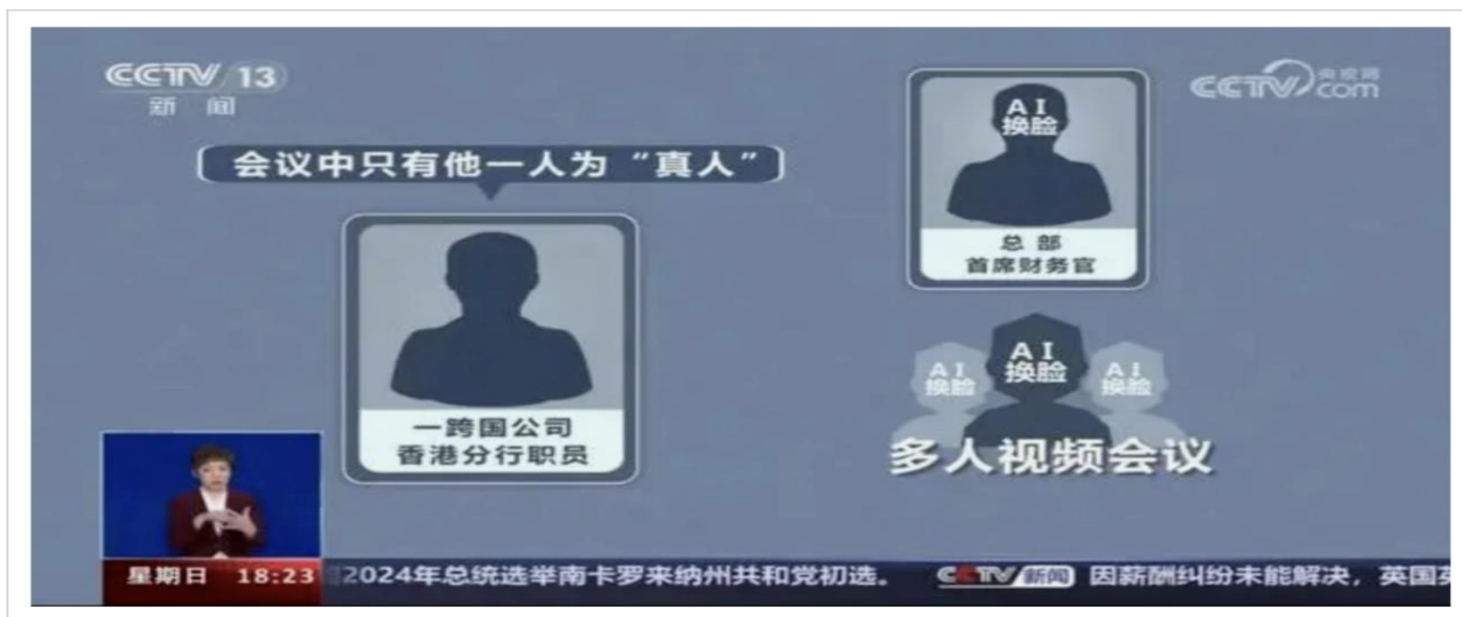 CCTV 13
新闻
CCTV com 央视网
会议中只有他一人为“真人”
AI
换脸
总部
首席财务官
一跨国公司
香港分行职员
AI
换脸
AI
换脸
AI
换脸
多人视频会议
星期日 18:23
2024年总统选举南卡罗来纳州共和党初选。 CCTV 新闻 因薪酬纠纷未能解决,英国